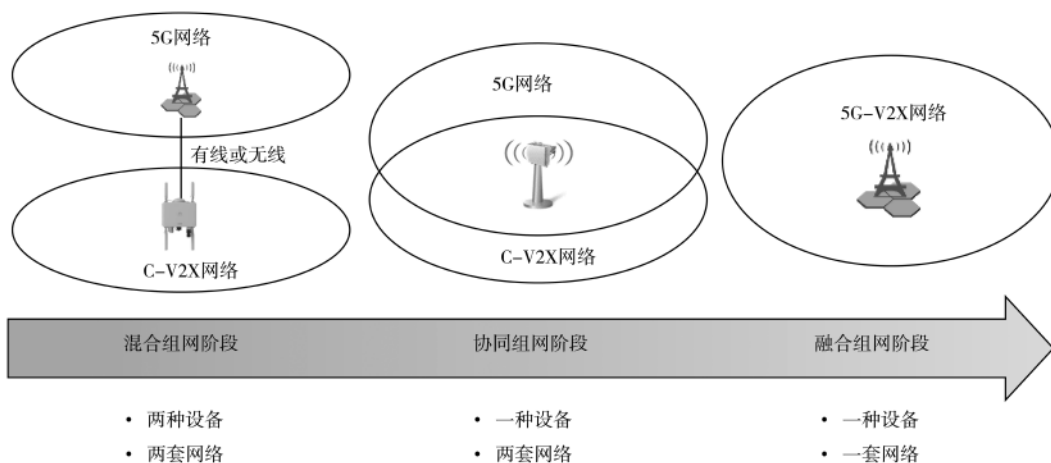 5G网络
有线或无线
C-V2X网络
5G网络
C-V2X网络
5G-V2X网络
混合组网阶段
协同组网阶段
融合组网阶段
• 两种设备
• 两套网络
• 一种设备
• 两套网络
• 一种设备
• 一套网络